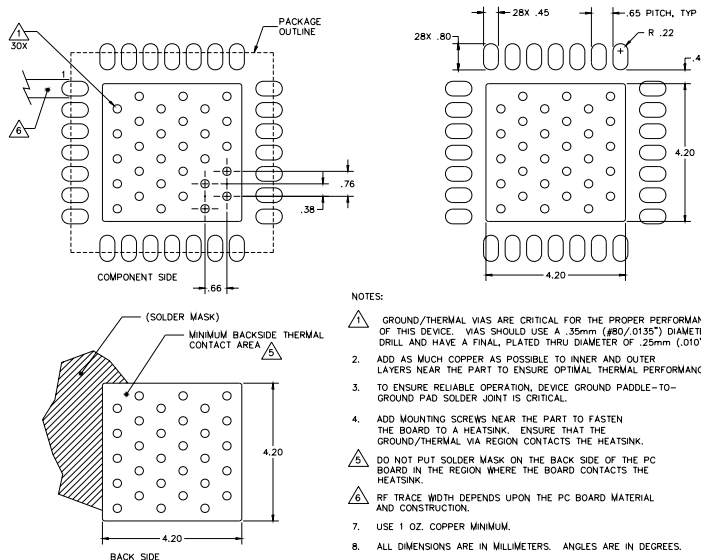 1
30X
PACKAGE
OUTLINE
1
6
.76
.38
.66
COMPONENT SIDE
28X .45
.65 PITCH, TYP
28X .80
R .22
.4
4.20
4.20
(SOLDER MASK)
MINIMUM BACKSIDE THERMAL
CONTACT AREA 5
4.20
4.20
BACK SIDE
NOTES:
1 GROUND/THERMAL VIAS ARE CRITICAL FOR THE PROPER PERFORMAN
OF THIS DEVICE. VIAS SHOULD USE A .35mm (#80/.0135") DIAMETE
DRILL AND HAVE A FINAL, PLATED THRU DIAMETER OF .25mm (.010"
2. ADD AS MUCH COPPER AS POSSIBLE TO INNER AND OUTER
LAYERS NEAR THE PART TO ENSURE OPTIMAL THERMAL PERFORMANC
3. TO ENSURE RELIABLE OPERATION, DEVICE GROUND PADDLE-TO-
GROUND PAD SOLDER JOINT IS CRITICAL.
4. ADD MOUNTING SCREWS NEAR THE PART TO FASTEN
THE BOARD TO A HEATSINK. ENSURE THAT THE
GROUND/THERMAL VIA REGION CONTACTS THE HEATSINK.
5 DO NOT PUT SOLDER MASK ON THE BACK SIDE OF THE PC
BOARD IN THE REGION WHERE THE BOARD CONTACTS THE
HEATSINK.
6 RF TRACE WIDTH DEPENDS UPON THE PC BOARD MATERIAL
AND CONSTRUCTION.
7. USE 1 OZ. COPPER MINIMUM.
8. ALL DIMENSIONS ARE IN MILLIMETERS. ANGLES ARE IN DEGREES.